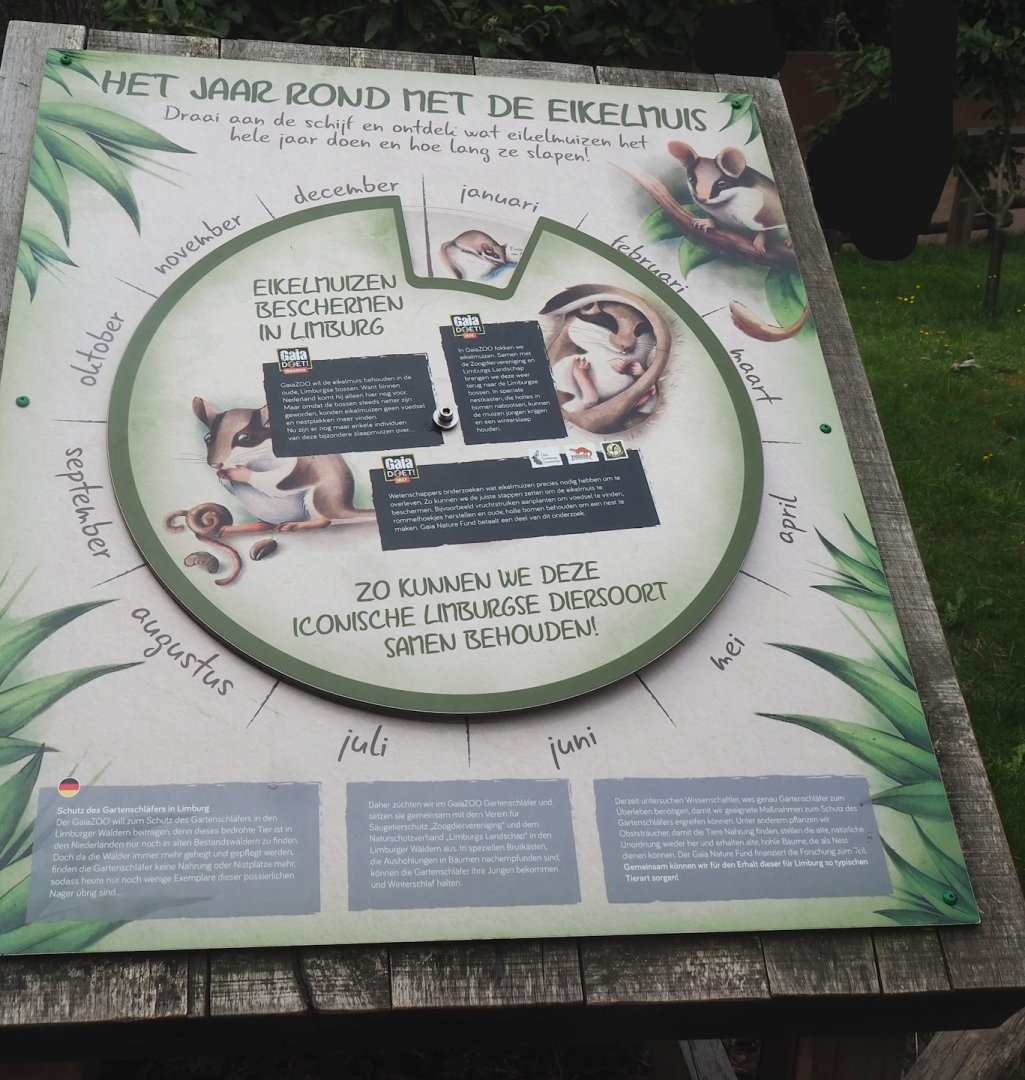 HET JAAR ROND MET DE EIKELMUIS
Draai aan de schijf en ontdek wat eikelmuizen het
hele jaar doen en hoe lang ze slapen!
december
januari
november
februari
oktober
maart
september
april
augustus
mei
juli
juni
EIKELMUIZEN
BESCHERMEN
IN LIMBURG
Gaia
DOET!
WAAROM
GaiaZOO wil de eikelmuis behouden in de
oude, Limburgse bossen. Want binnen
Nederland komt hij alleen hier nog voor.
Maar omdat de bossen steeds netter zijn
geworden, konden eikelmuizen geen voedsel
en nestplekken meer vinden.
Nu zijn er nog maar enkele individuen
van deze bijzondere slaapmuizen over...
Gaia
DOET!
HOE
In GaiaZOO fokken we
eikelmuizen. Samen met
de Zoogdiervereniging en
Limburgs Landschap
brengen we deze weer
terug naar de Limburgse
bossen. In speciale
nestkasten, die holtes in
bomen nabootsen, kunnen
de muizen jongen krijgen
en een winterslaap
houden.
Gaia
DOET!
WAT
Wetenschappers onderzoeken wat eikelmuizen precies nodig hebben om te
overleven. Zo kunnen we de juiste stappen zetten om de eikelmuis te
beschermen. Bijvoorbeeld vruchtstruiken aanplanten om voedsel te vinden,
rommelhoekjes herstellen en oude, holle bomen behouden om een nest te
maken. Gaia Nature Fund betaalt een deel van dit onderzoek.
ZO KUNNEN WE DEZE
ICONISCHE LIMBURGSE DIERSOORT
SAMEN BEHOUDEN!
Schutz des Gartenschläfers in Limburg
Der GaiaZOO will zum Schutz des Gartenschläfers in den
Limburger Wäldern beitragen, denn dieses bedrohte Tier ist in
den Niederlanden nur noch in alten Bestandswäldern zu finden.
Doch da die Wälder immer mehr gehegt und gepflegt werden,
finden die Gartenschläfer keine Nahrung oder Nistplätze mehr,
sodass heute nur noch wenige Exemplare dieser possierlichen
Nager übrig sind...
Daher züchten wir im GaiaZOO Gartenschläfer und
setzen sie gemeinsam mit dem Verein für
Säugetierschutz „Zoogdiervereniging" und dem
Naturschutzverband „Limburgs Landschap" in den
Limburger Wäldern aus. In speziellen Brutkästen,
die Aushöhlungen in Bäumen nachempfunden sind,
können die Gartenschläfer ihre Jungen bekommen
und Winterschlaf halten.
Derzeit untersuchen Wissenschaftler, was genau Gartenschläfer zum
Überleben benötigen, damit wir geeignete Maßnahmen zum Schutz des
Gartenschläfers ergreifen können. Unter anderem pflanzen wir
Obststräucher, damit die Tiere Nahrung finden, stellen die alte, natürliche
Unordnung wieder her und erhalten alte, hohle Bäume, die als Nest
dienen können. Der Gaia Nature Fund finanziert die Forschung zum Teil.
Gemeinsam können wir für den Erhalt dieser für Limburg so typischen
Tierart sorgen!